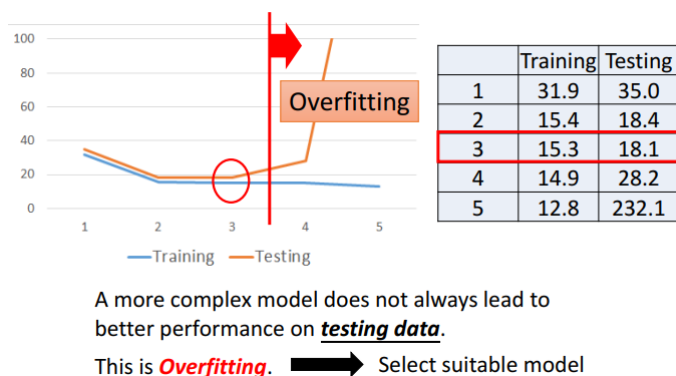 100
80
60
40
20
0
1 2 3 4 5
Overfitting
Training Testing
Training Testing
1 31.9 35.0
2 15.4 18.4
3 15.3 18.1
4 14.9 28.2
5 12.8 232.1
A more complex model does not always lead to
better performance on testing data.
This is Overfitting. Select suitable model